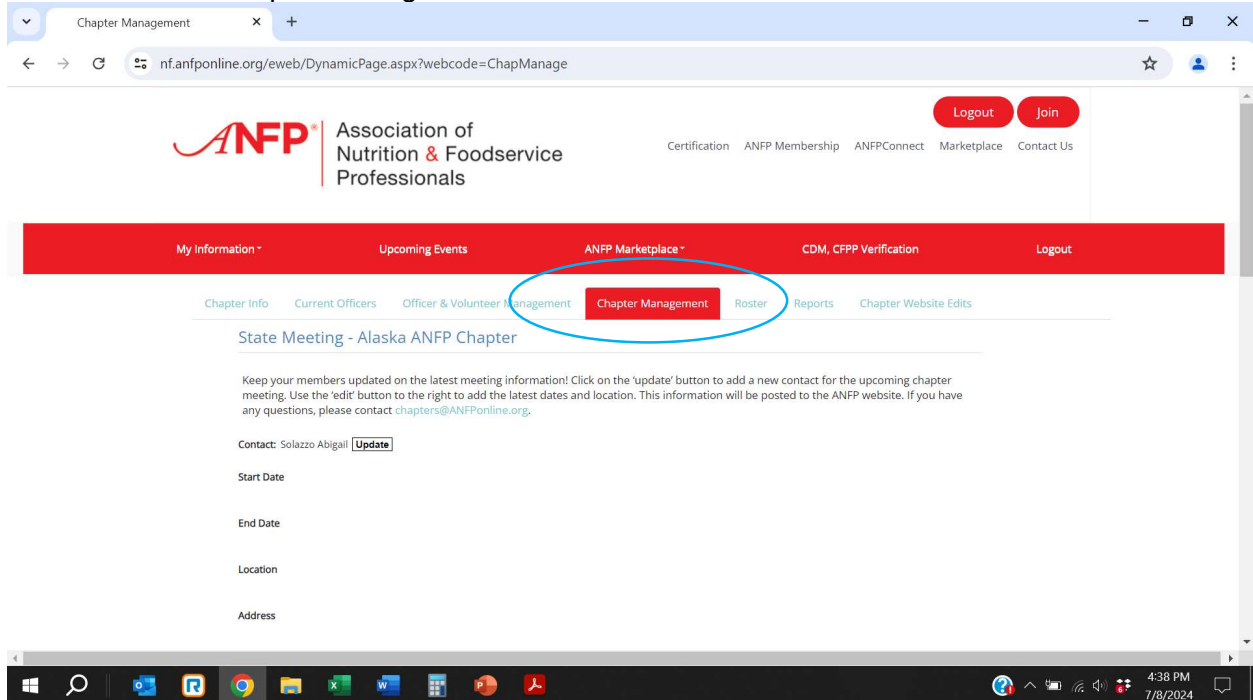 Chapter Management
nf.anfponline.org/eweb/DynamicPage.aspx?webcode=ChapManage
Logout Join
ANFP® Association of
Nutrition & Foodservice
Professionals
Certification ANFP Membership ANFPConnect Marketplace Contact Us
My Information Upcoming Events ANFP Marketplace CDM, CFPP Verification Logout
Chapter Info Current Officers Officer & Volunteer Management Chapter Management Roster Reports Chapter Website Edits
State Meeting - Alaska ANFP Chapter
Keep your members updated on the latest meeting information! Click on the 'update' button to add a new contact for the upcoming chapter
meeting. Use the 'edit' button to the right to add the latest dates and location. This information will be posted to the ANFP website. If you have
any questions, please contact chapters@ANFPonline.org.
Contact: Solazzo Abigail Update
Start Date
End Date
Location
Address
4:38 PM
7/8/2024